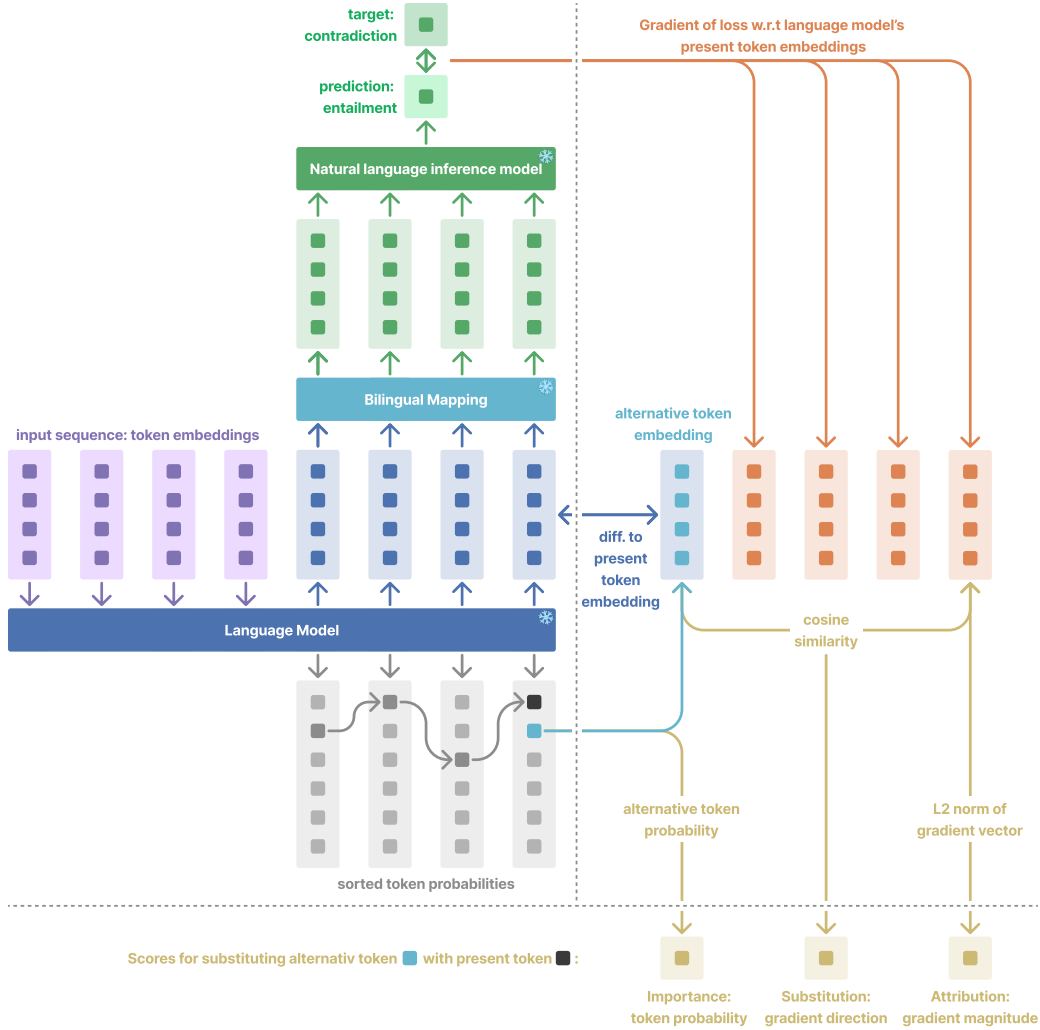 target:
contradiction
Gradient of loss w.r.t language model's
present token embeddings
prediction:
entailment
Natural language inference model
Bilingual Mapping
input sequence: token embeddings
alternative token
embedding
diff. to
present
token
embedding
Language Model
cosine
similarity
alternative token
probability
L2 norm of
gradient vector
sorted token probabilities
Scores for substituting alternativ token with present token :
Importance:
token probability
Substitution:
gradient direction
Attribution:
gradient magnitude